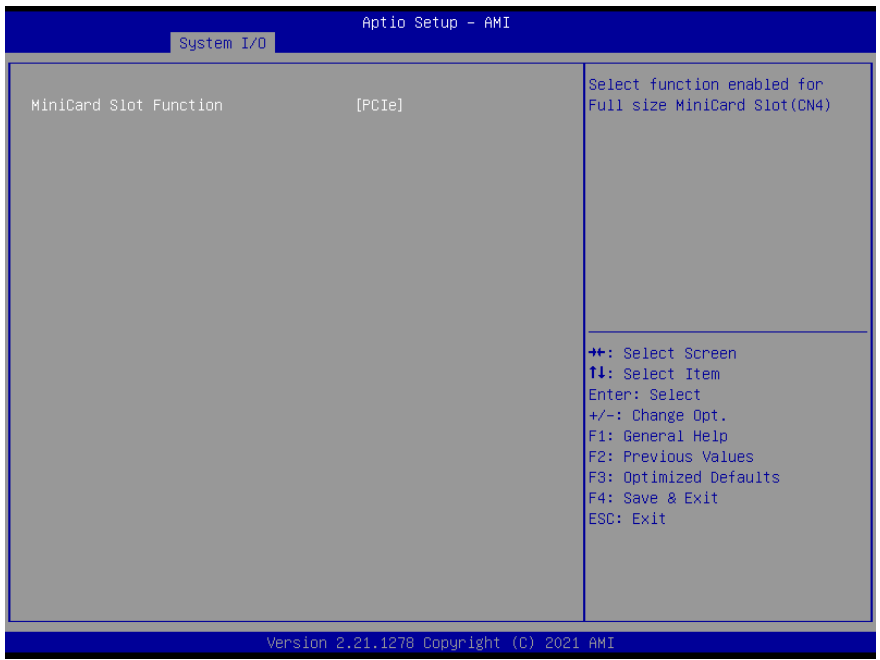 Aptio Setup – AMI
System I/O
MiniCard Slot Function [PCIe]
Select function enabled for
Full size MiniCard Slot(CN4)
→←: Select Screen
↑↓: Select Item
Enter: Select
+/-: Change Opt.
F1: General Help
F2: Previous Values
F3: Optimized Defaults
F4: Save & Exit
ESC: Exit
Version 2.21.1278 Copyright (C) 2021 AMI